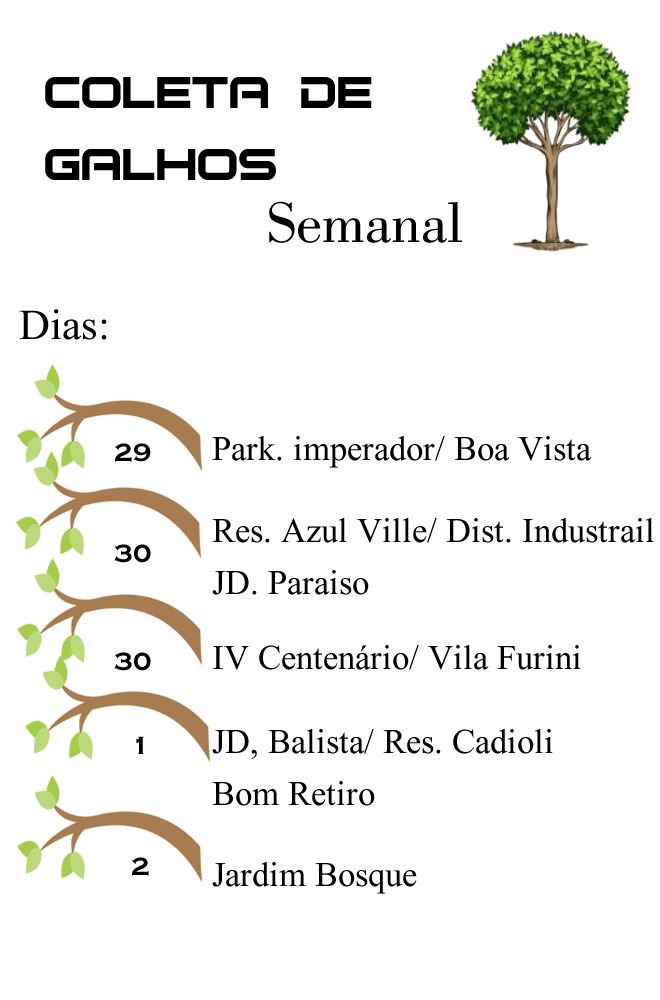 COLETA DE
GALHOS
Semanal
Dias:
29 Park. imperador/ Boa Vista
30 Res. Azul Ville/ Dist. Industrail
JD. Paraiso
30 IV Centenário/ Vila Furini
1 JD, Balista/ Res. Cadioli
Bom Retiro
2 Jardim Bosque